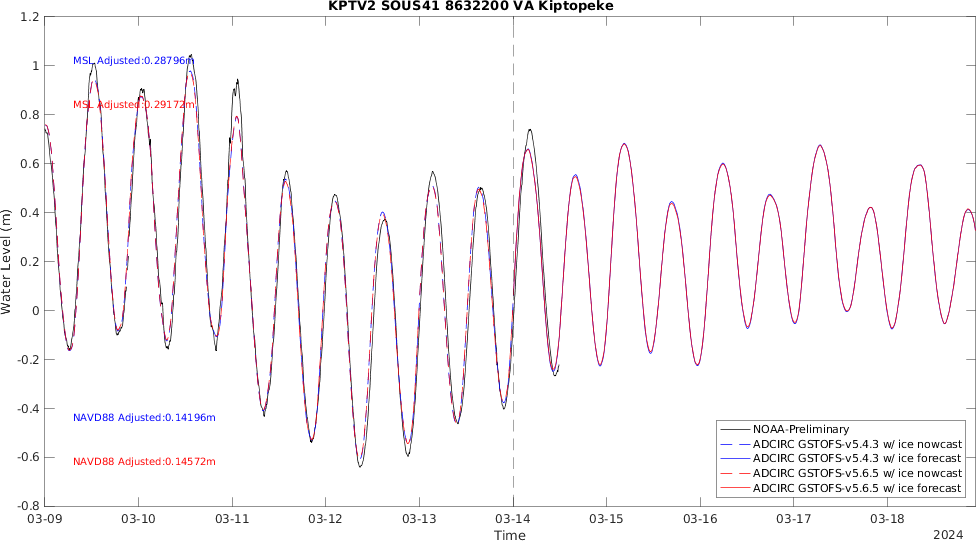 KPTV2 SOUS41 8632200 VA Kiptopeke
1.2
1
0.8
0.6
0.4
0.2
0
-0.2
-0.4
-0.6
-0.8
Water Level (m)
MSL Adjusted:0.28796m
MSL Adjusted:0.29172m
NAVD88 Adjusted:0.14196m
NAVD88 Adjusted:0.14572m
NOAA-Preliminary
ADCIRC GSTOFS-v5.4.3 w/ ice nowcast
ADCIRC GSTOFS-v5.4.3 w/ ice forecast
ADCIRC GSTOFS-v5.6.5 w/ ice nowcast
ADCIRC GSTOFS-v5.6.5 w/ ice forecast
03-09 03-10 03-11 03-12 03-13 03-14 03-15 03-16 03-17 03-18
Time
2024